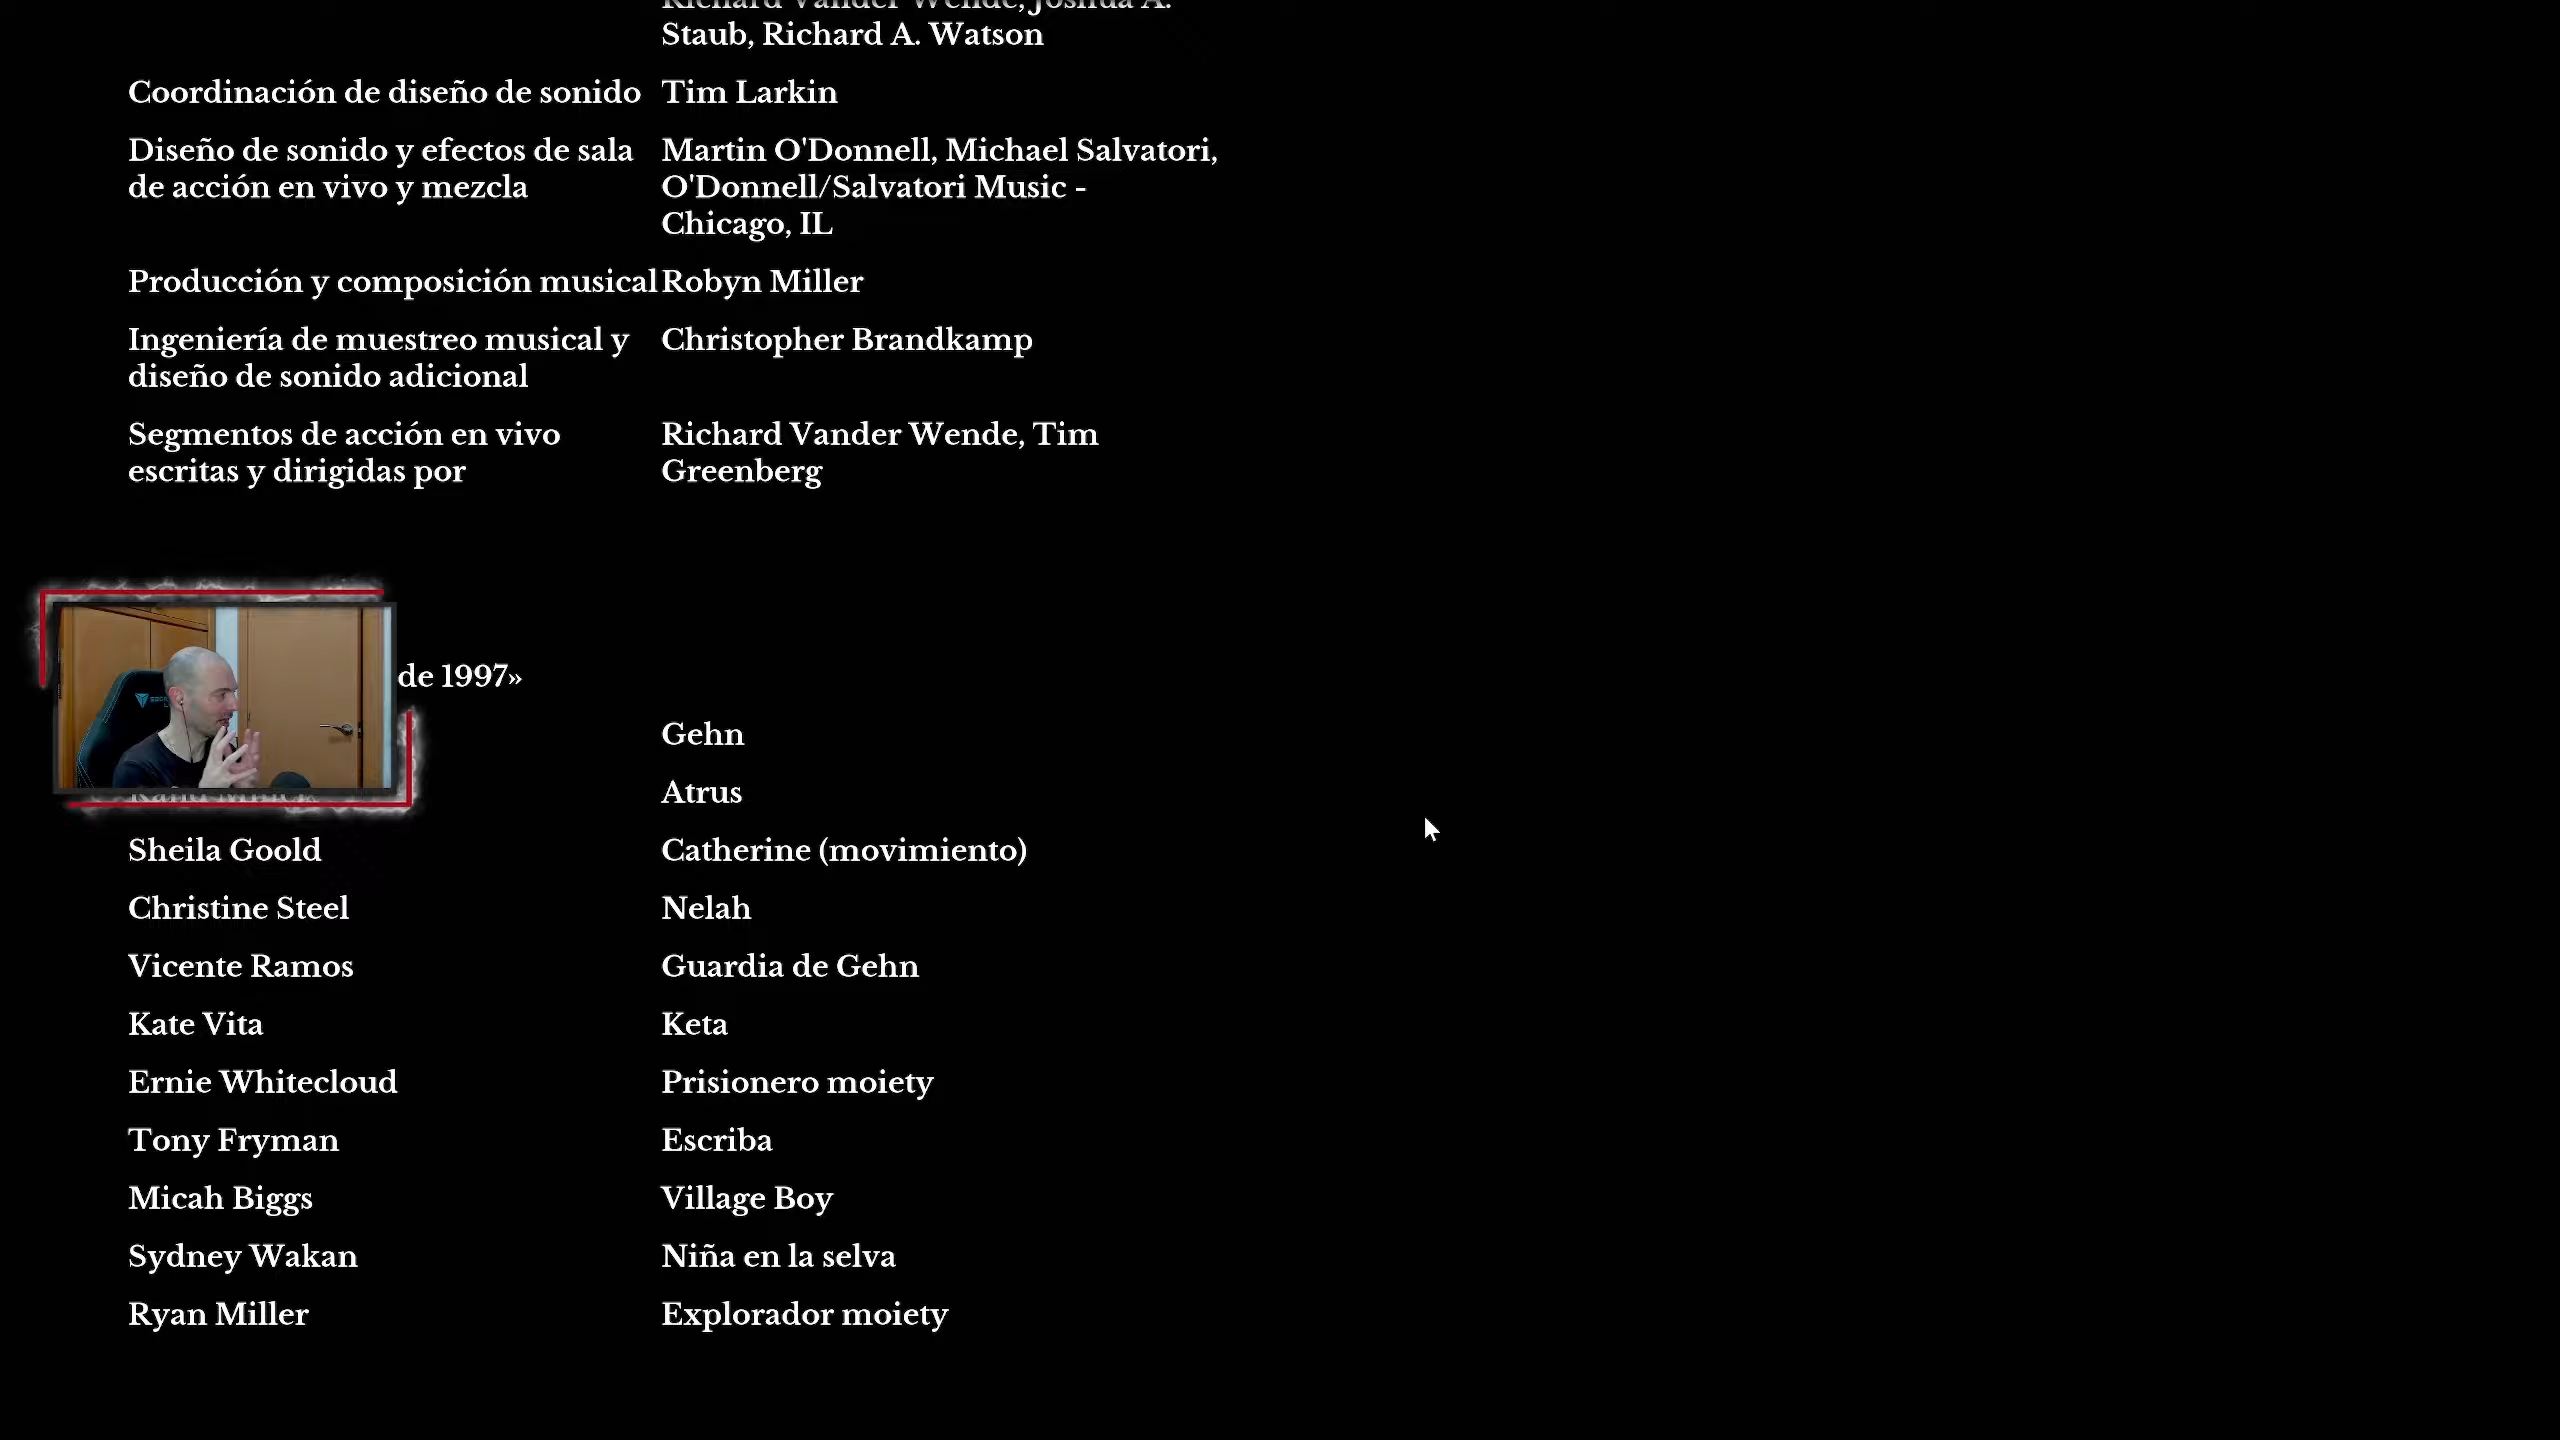 Richard Vander Wende, Joshua A.
Staub, Richard A. Watson
Coordinación de diseño de sonido Tim Larkin
Diseño de sonido y efectos de sala Martin O'Donnell, Michael Salvatori,
de acción en vivo y mezcla O'Donnell/Salvatori Music -
Chicago, IL
Producción y composición musical Robyn Miller
Ingeniería de muestreo musical y Christopher Brandkamp
diseño de sonido adicional
Segmentos de acción en vivo Richard Vander Wende, Tim
escritas y dirigidas por Greenberg
de 1997»
Gehn
Atrus
Sheila Goold Catherine (movimiento)
Christine Steel Nelah
Vicente Ramos Guardia de Gehn
Kate Vita Keta
Ernie Whitecloud Prisionero moiety
Tony Fryman Escriba
Micah Biggs Village Boy
Sydney Wakan Niña en la selva
Ryan Miller Explorador moiety